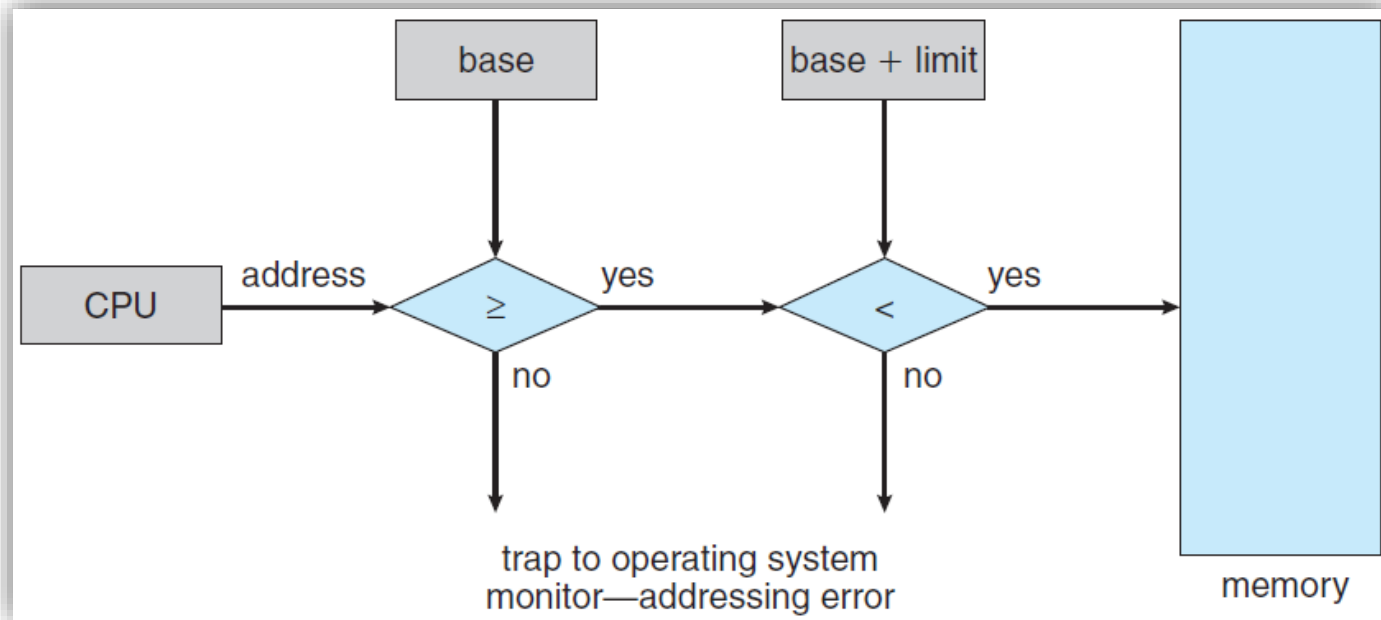 base
base + limit
CPU
address
≥
yes
<
yes
no
no
trap to operating system
monitor—addressing error
memory